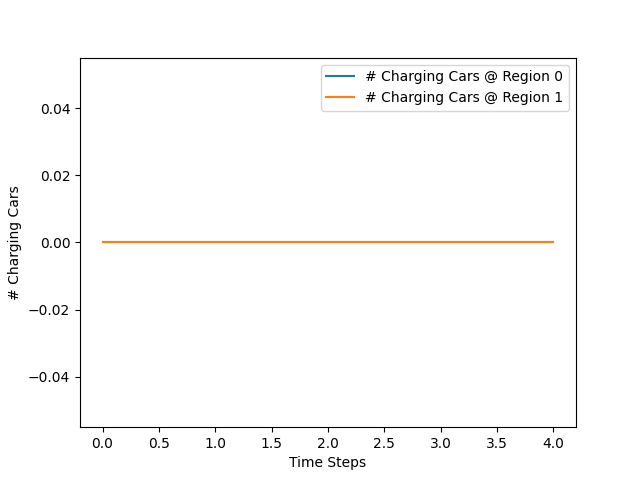 # Charging Cars @ Region 0
# Charging Cars @ Region 1
0.04
0.02
0.00
−0.02
−0.04
# Charging Cars
0.0 0.5 1.0 1.5 2.0 2.5 3.0 3.5 4.0
Time Steps